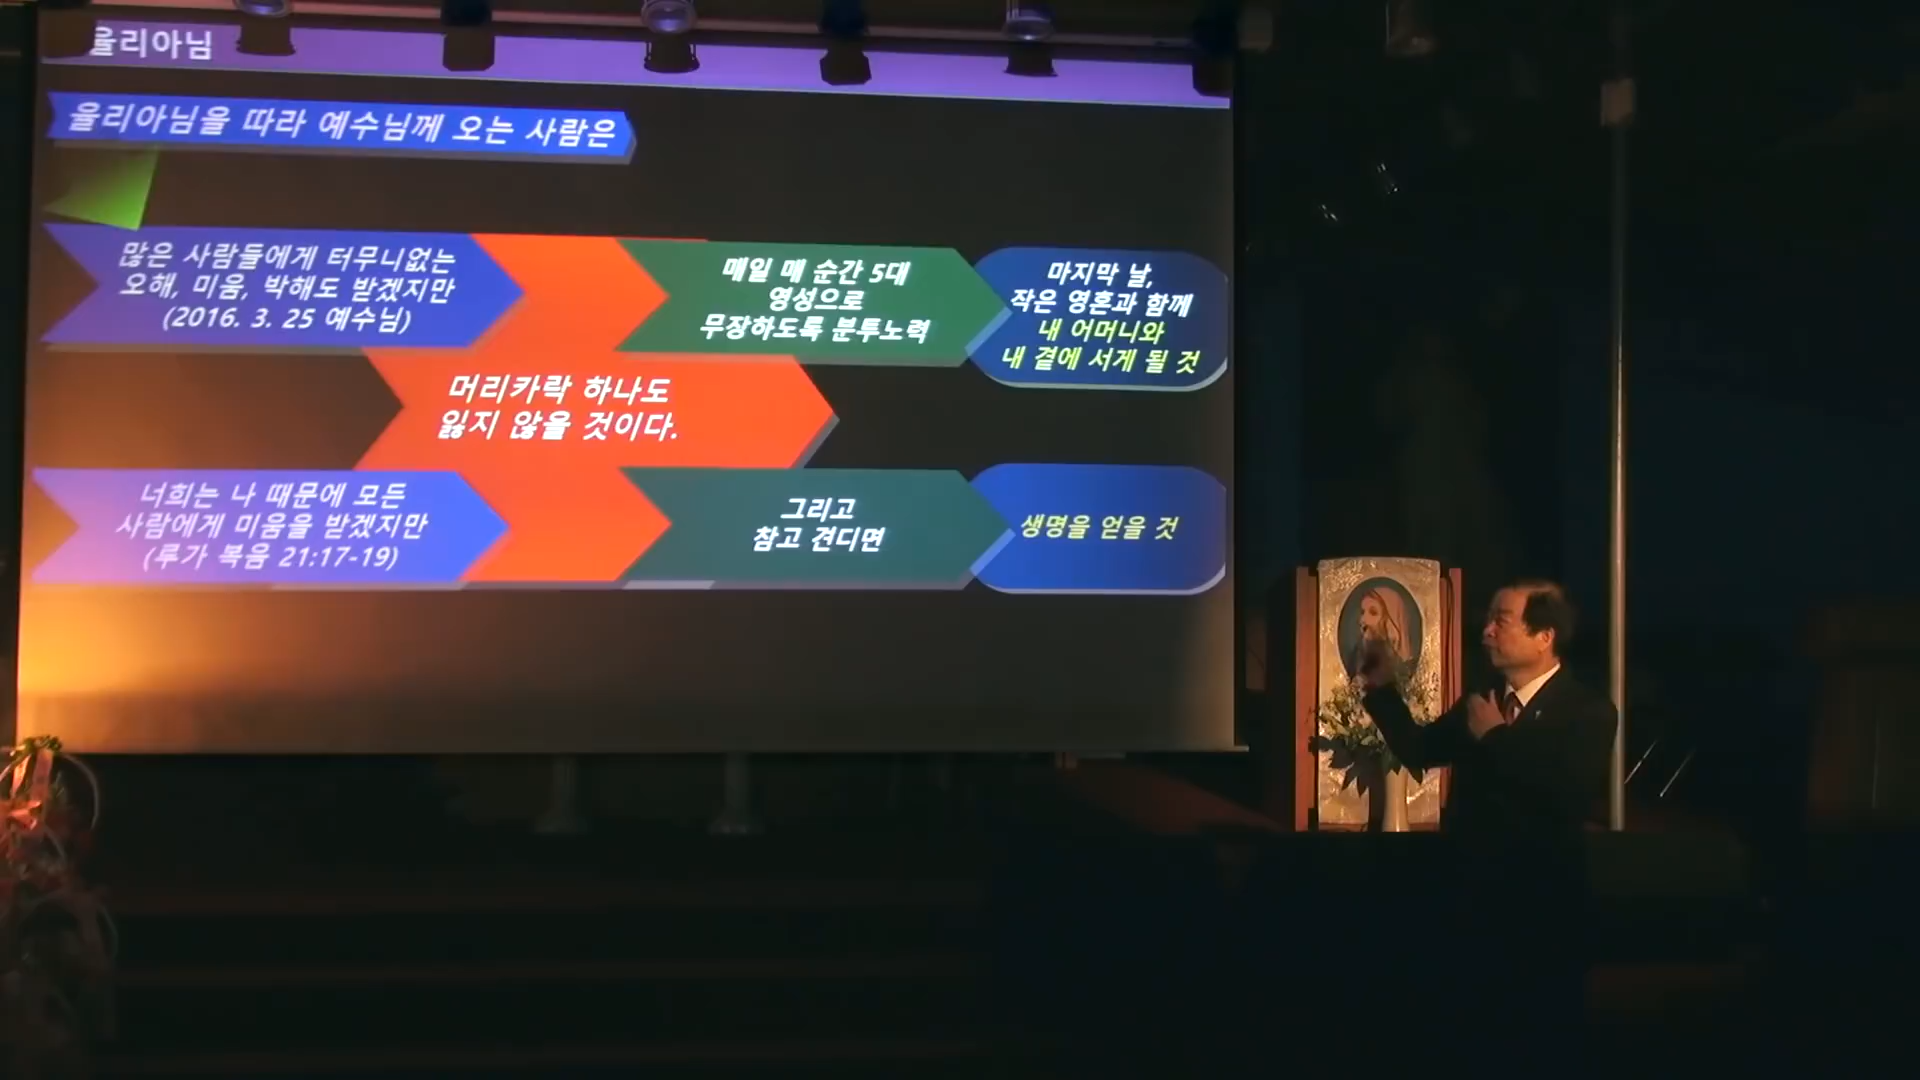 율리아님
율리아님을 따라 예수님께 오는 사람은
많은 사람들에게 터무니없는
오해, 미움, 박해도 받겠지만
(2016. 3. 25 예수님)
매일 매 순간 5대
영성으로
무장하도록 분투노력
마지막 날,
작은 영혼과 함께
내 어머니와
내 곁에 서게 될 것
머리카락 하나도
잃지 않을 것이다.
너희는 나 때문에 모든
사람에게 미움을 받겠지만
(루가 복음 21:17-19)
그리고
참고 견디면
생명을 얻을 것